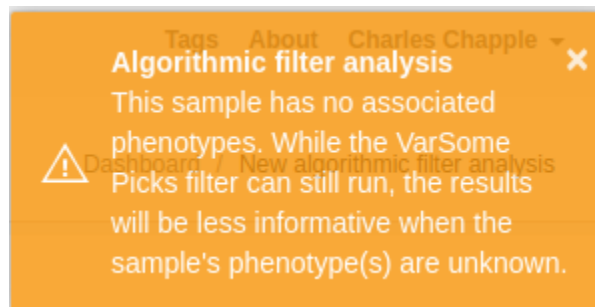 Tags About Charles Chapple
Algorithmic filter analysis
This sample has no associated
phenotypes. While the VarSome
Dashboard / New algorithmic filter analysis
Picks filter can still run, the results
will be less informative when the
sample's phenotype(s) are unknown.